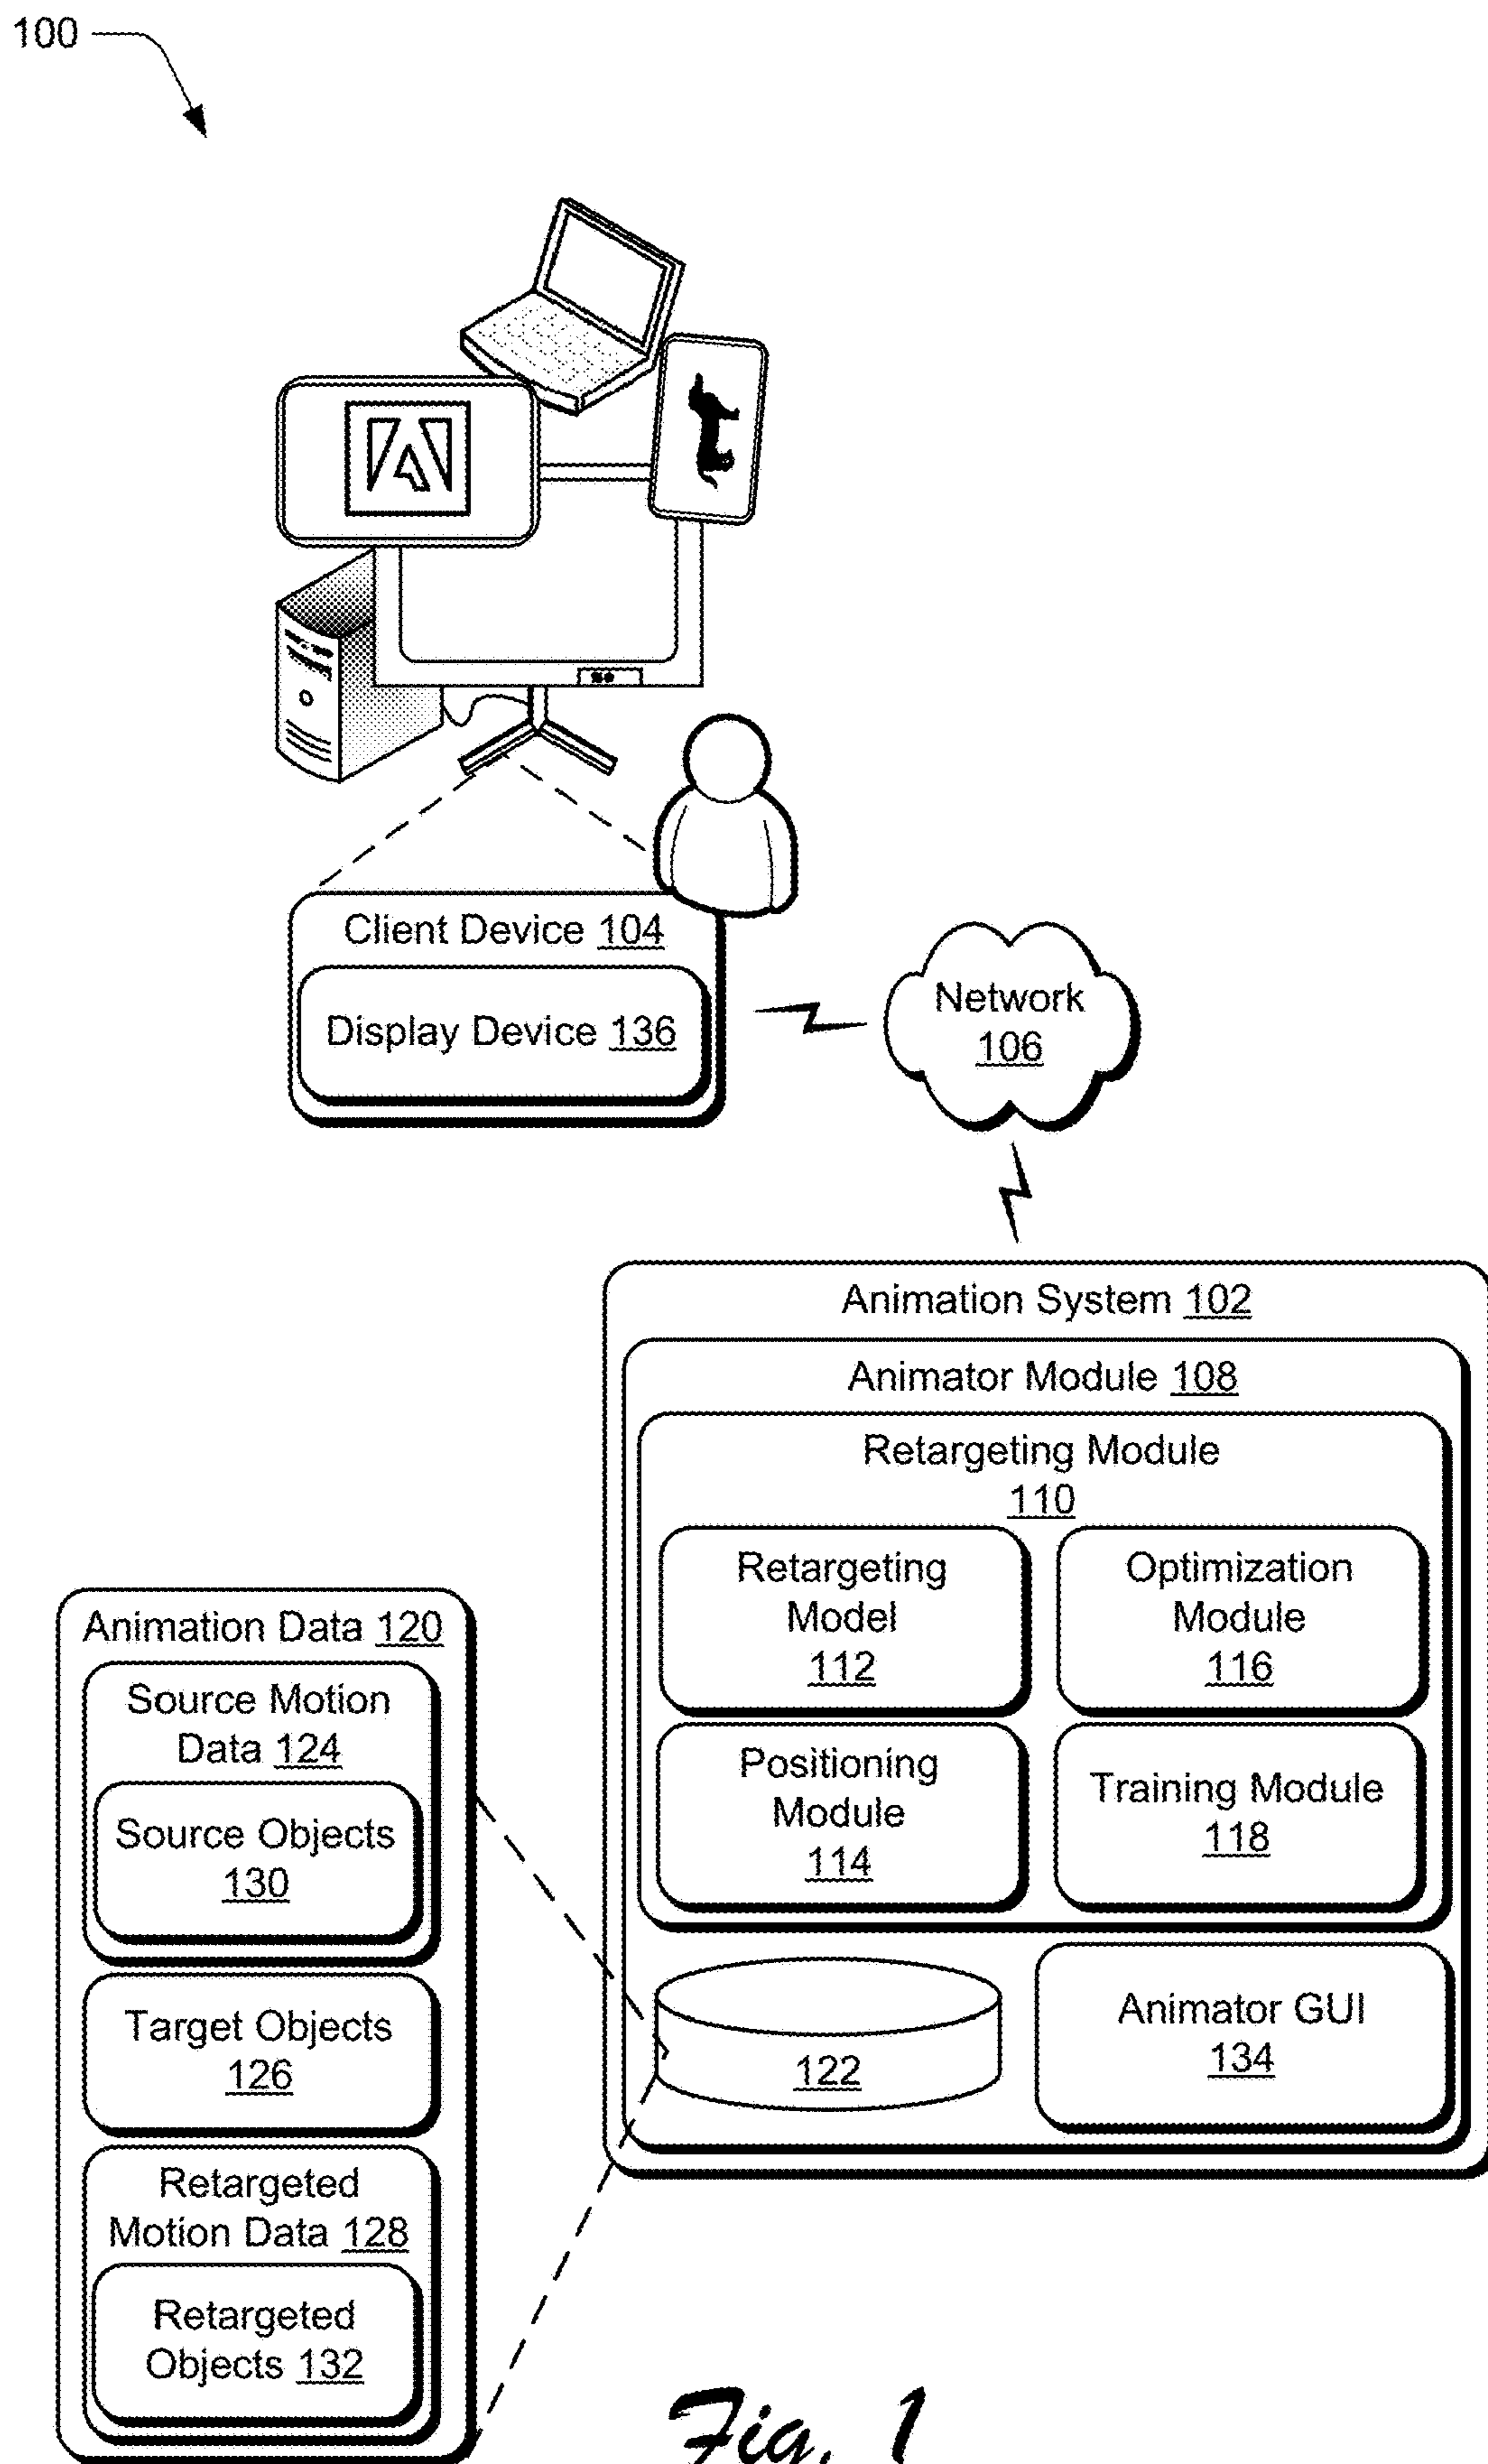 100
Client Device 104
Display Device 136
Network
106
Animation System 102
Animator Module 108
Retargeting Module
110
Retargeting
Model
112
Optimization
Module
116
Positioning
Module
114
Training Module
118
122
Animator GUI
134
Animation Data 120
Source Motion
Data 124
Source Objects
130
Target Objects
126
Retargeted
Motion Data 128
Retargeted
Objects 132
Fig. 1